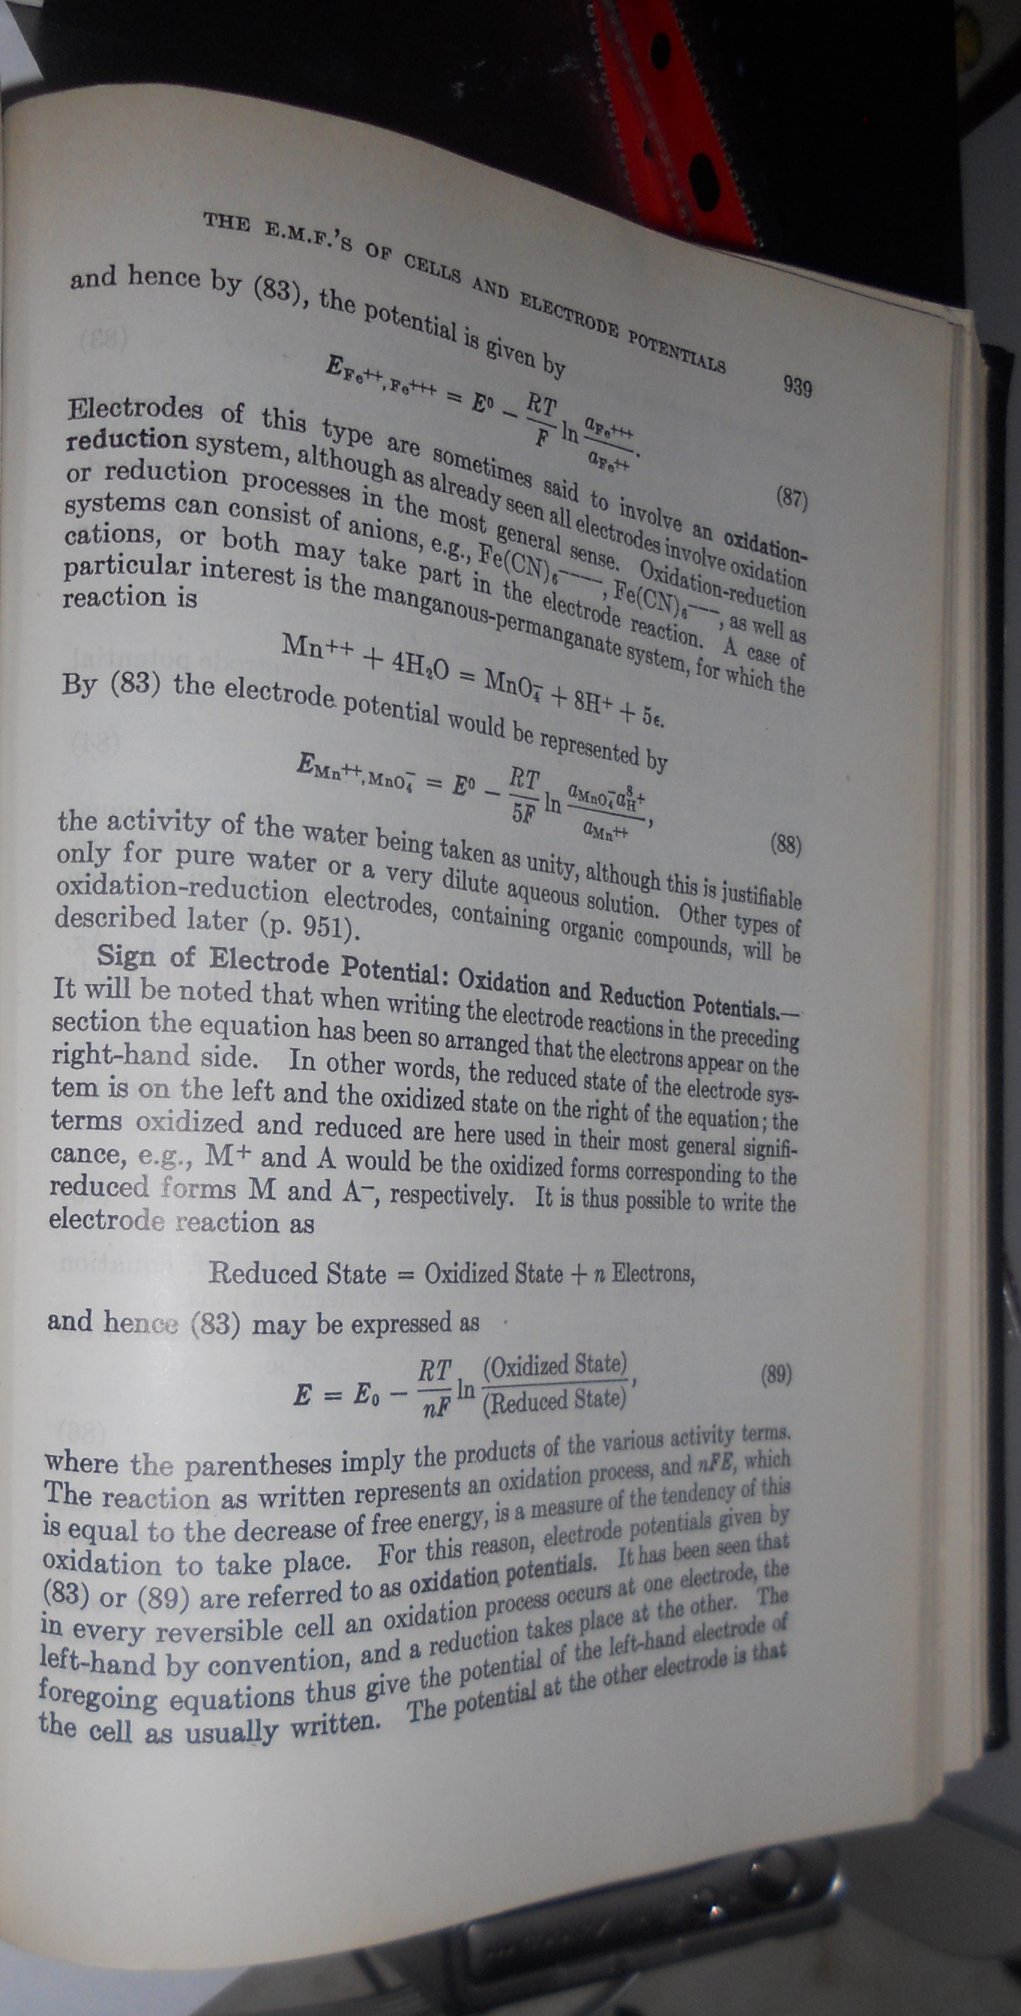 THE E.M.F.'S OF CELLS AND ELECTRODE POTENTIALS 939
and hence by (83), the potential is given by
E_{Fe++, Fe+++} = E⁰ − RT/F ln a_{Fe+++}/a_{Fe++}. (87)
Electrodes of this type are sometimes said to involve an oxidation-
reduction system, although as already seen all electrodes involve oxidation
or reduction processes in the most general sense. Oxidation-reduction
systems can consist of anions, e.g., Fe(CN)₆−−−−, Fe(CN)₆−−−, as well as
cations, or both may take part in the electrode reaction. A case of
particular interest is the manganous-permanganate system, for which the
reaction is
Mn++ + 4H₂O = MnO₄− + 8H+ + 5ε.
By (83) the electrode potential would be represented by
E_{Mn++, MnO₄−} = E⁰ − RT/5F ln a_{MnO₄−}a⁸_{H+}/a_{Mn++}, (88)
the activity of the water being taken as unity, although this is justifiable
only for pure water or a very dilute aqueous solution. Other types of
oxidation-reduction electrodes, containing organic compounds, will be
described later (p. 951).
Sign of Electrode Potential: Oxidation and Reduction Potentials.—
It will be noted that when writing the electrode reactions in the preceding
section the equation has been so arranged that the electrons appear on the
right-hand side. In other words, the reduced state of the electrode sys-
tem is on the left and the oxidized state on the right of the equation; the
terms oxidized and reduced are here used in their most general signifi-
cance, e.g., M+ and A would be the oxidized forms corresponding to the
reduced forms M and A−, respectively. It is thus possible to write the
electrode reaction as
Reduced State = Oxidized State + n Electrons,
and hence (83) may be expressed as
E = E₀ − RT/nF ln (Oxidized State)/(Reduced State), (89)
where the parentheses imply the products of the various activity terms.
The reaction as written represents an oxidation process, and nFE, which
is equal to the decrease of free energy, is a measure of the tendency of this
oxidation to take place. For this reason, electrode potentials given by
(83) or (89) are referred to as oxidation potentials. It has been seen that
in every reversible cell an oxidation process occurs at one electrode, the
left-hand by convention, and a reduction takes place at the other. The
foregoing equations thus give the potential of the left-hand electrode of
the cell as usually written. The potential at the other electrode is that